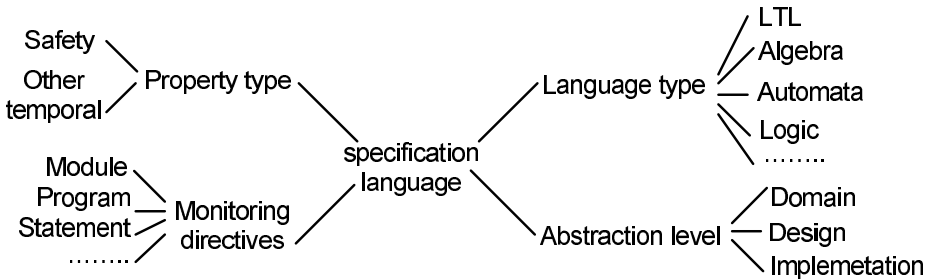 Safety
Other
temporal
Property type
Module
Program
Statement
……..
Monitoring
directives
specification
language
Language type
LTL
Algebra
Automata
Logic
……..
Abstraction level
Domain
Design
Implemetation